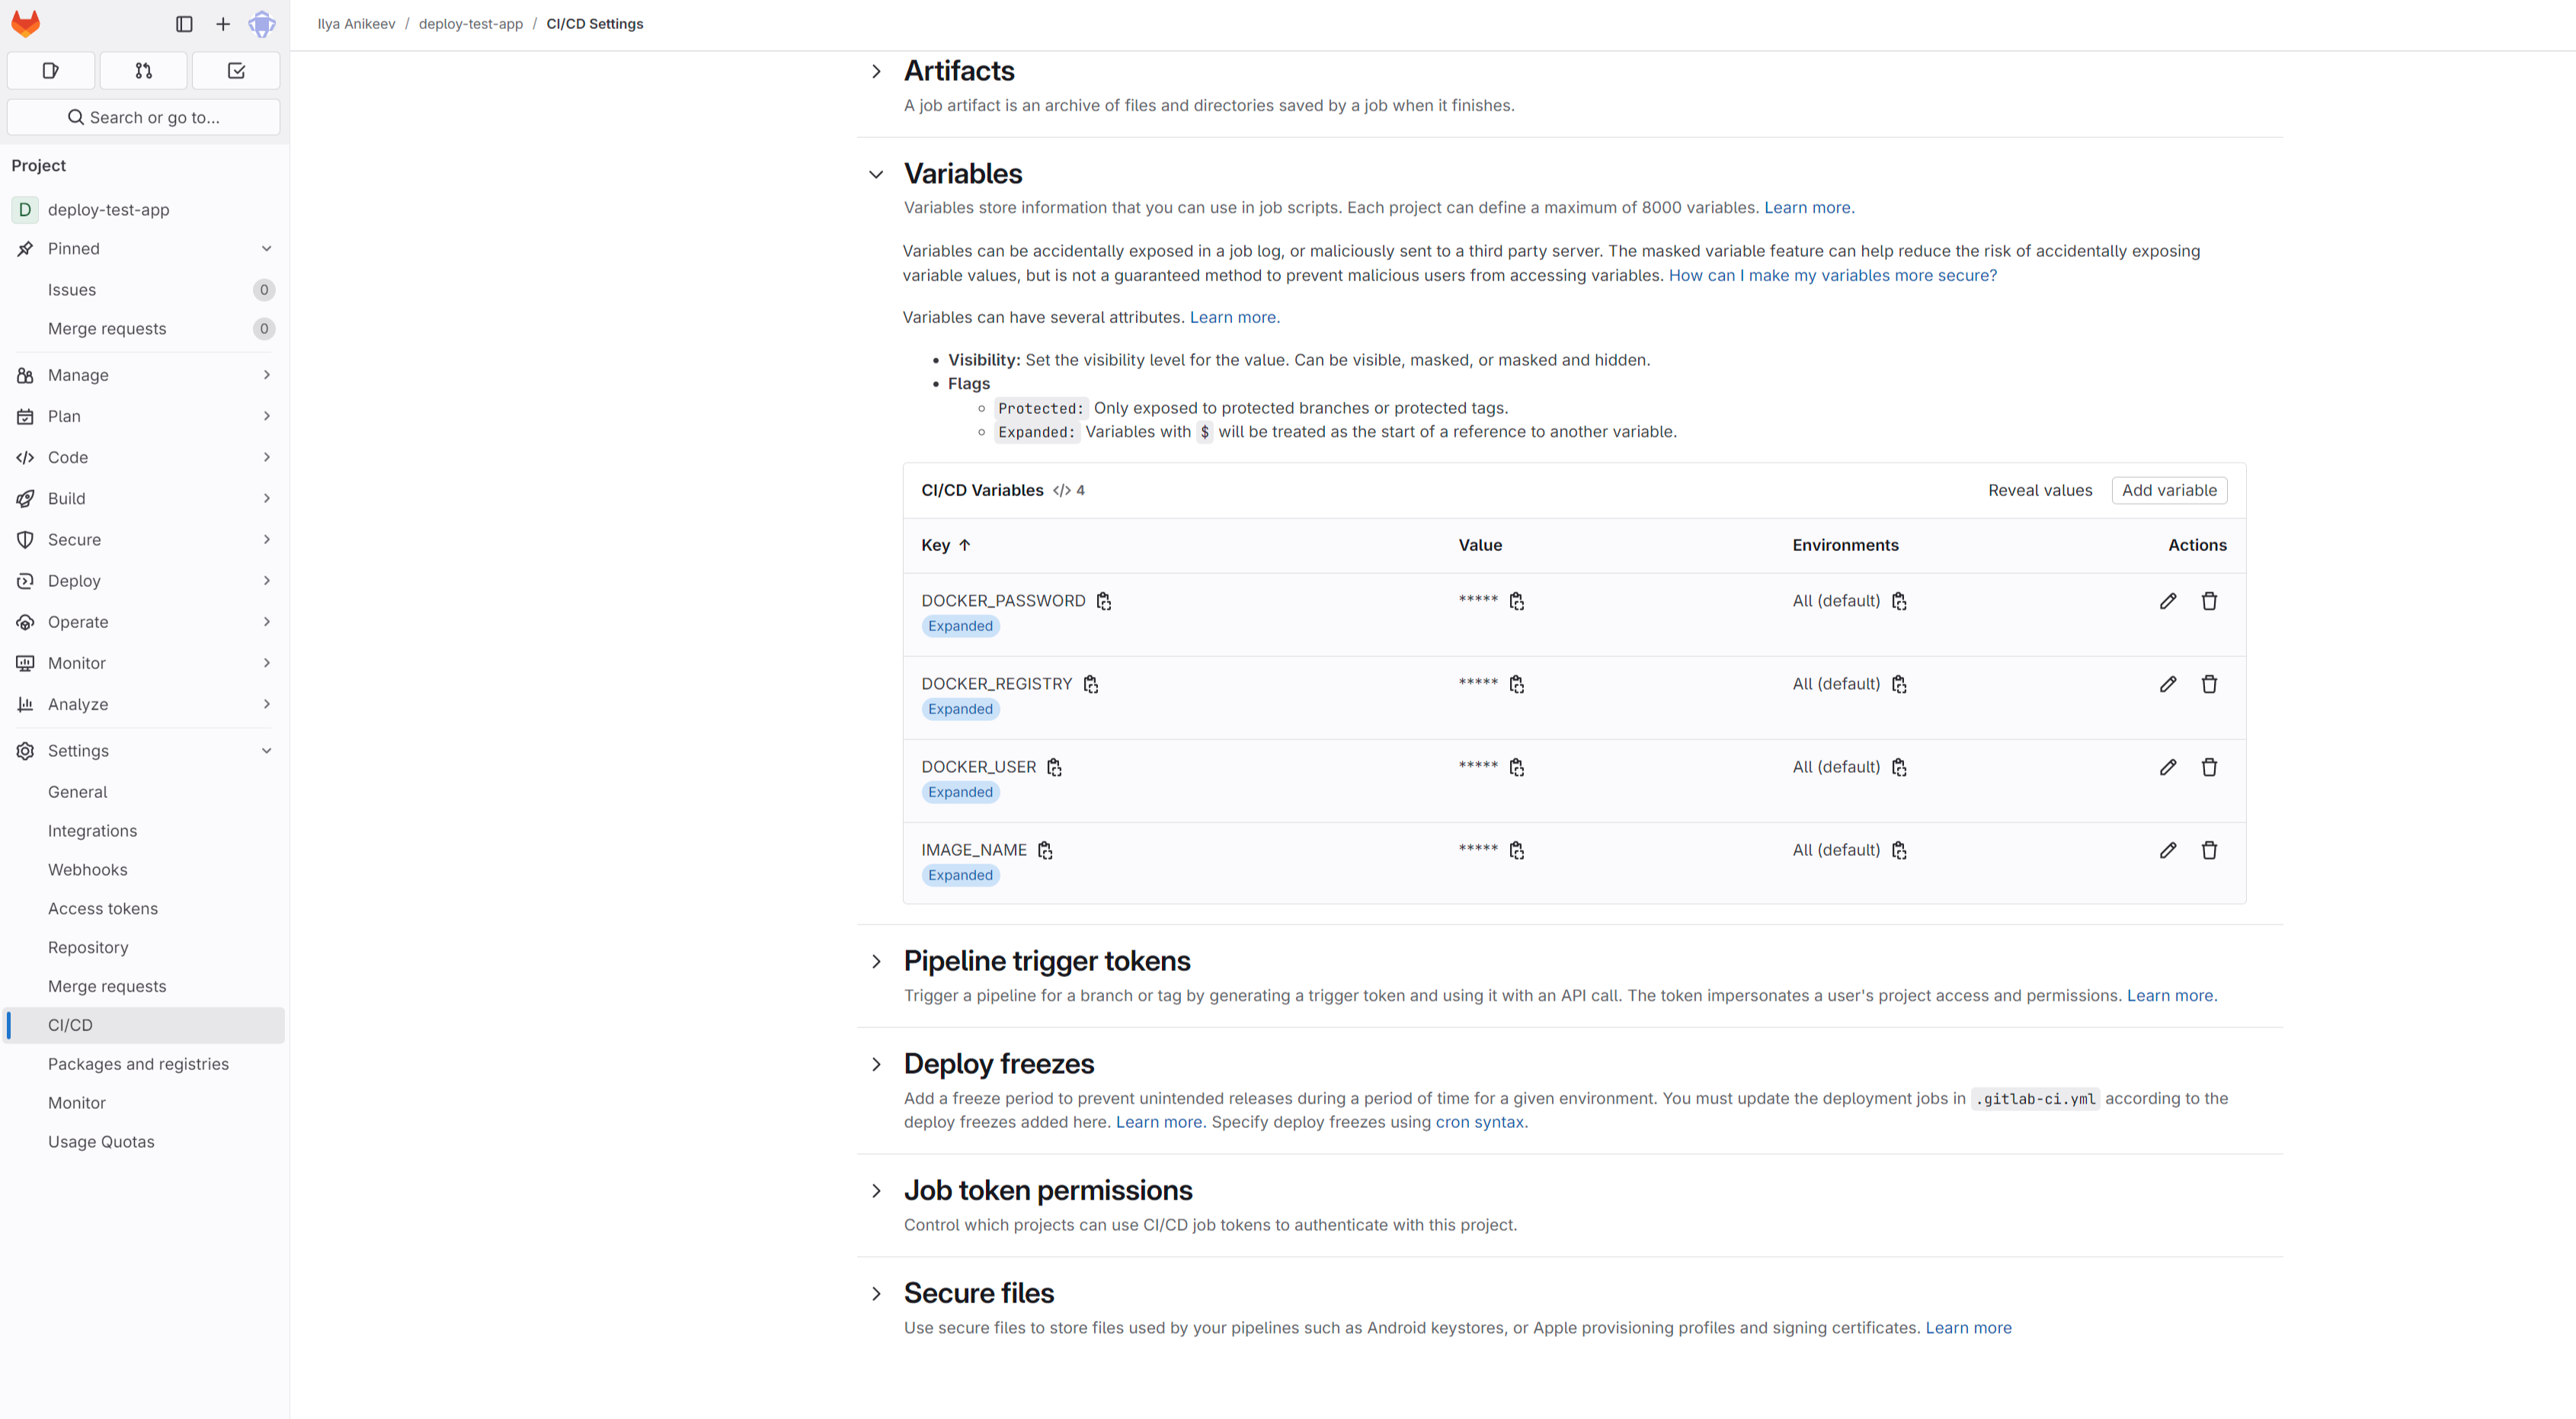 Ilya Anikeev / deploy-test-app / CI/CD Settings
Search or go to...
Project
D deploy-test-app
Pinned
Issues 0
Merge requests 0
Manage
Plan
Code
Build
Secure
Deploy
Operate
Monitor
Analyze
Settings
General
Integrations
Webhooks
Access tokens
Repository
Merge requests
CI/CD
Packages and registries
Monitor
Usage Quotas
Artifacts
A job artifact is an archive of files and directories saved by a job when it finishes.
Variables
Variables store information that you can use in job scripts. Each project can define a maximum of 8000 variables. Learn more.
Variables can be accidentally exposed in a job log, or maliciously sent to a third party server. The masked variable feature can help reduce the risk of accidentally exposing
variable values, but is not a guaranteed method to prevent malicious users from accessing variables. How can I make my variables more secure?
Variables can have several attributes. Learn more.
• Visibility: Set the visibility level for the value. Can be visible, masked, or masked and hidden.
• Flags
◦ Protected: Only exposed to protected branches or protected tags.
◦ Expanded: Variables with $ will be treated as the start of a reference to another variable.
CI/CD Variables </> 4 Reveal values Add variable
Key ↑ Value Environments Actions
DOCKER_PASSWORD ***** All (default)
Expanded
DOCKER_REGISTRY ***** All (default)
Expanded
DOCKER_USER ***** All (default)
Expanded
IMAGE_NAME ***** All (default)
Expanded
Pipeline trigger tokens
Trigger a pipeline for a branch or tag by generating a trigger token and using it with an API call. The token impersonates a user's project access and permissions. Learn more.
Deploy freezes
Add a freeze period to prevent unintended releases during a period of time for a given environment. You must update the deployment jobs in .gitlab-ci.yml according to the
deploy freezes added here. Learn more. Specify deploy freezes using cron syntax.
Job token permissions
Control which projects can use CI/CD job tokens to authenticate with this project.
Secure files
Use secure files to store files used by your pipelines such as Android keystores, or Apple provisioning profiles and signing certificates. Learn more